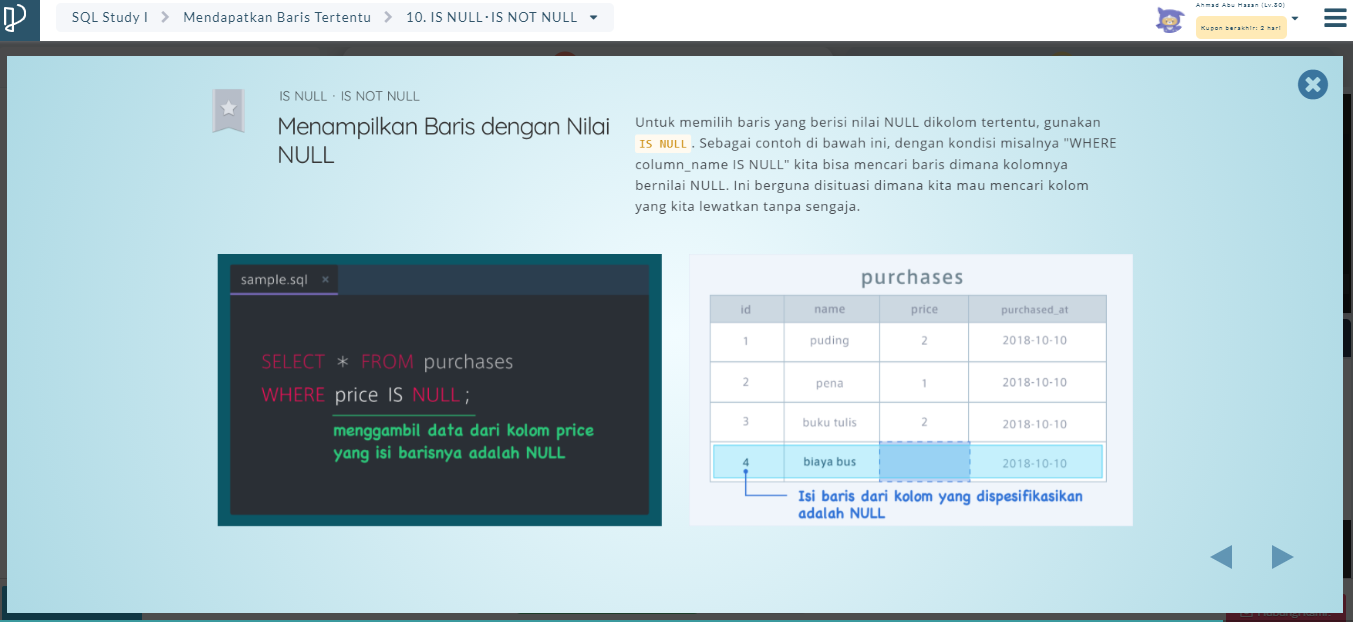 SQL Study I
Mendapatkan Baris Tertentu
10. IS NULL·IS NOT NULL
Ahmad Abu Hasan (Lv.30)
Kupon berakhir: 2 hari
IS NULL · IS NOT NULL
Menampilkan Baris dengan Nilai
NULL
Untuk memilih baris yang berisi nilai NULL dikolom tertentu, gunakan
IS NULL. Sebagai contoh di bawah ini, dengan kondisi misalnya "WHERE
column_name IS NULL" kita bisa mencari baris dimana kolomnya
bernilai NULL. Ini berguna disituasi dimana kita mau mencari kolom
yang kita lewatkan tanpa sengaja.
sample.sql ×
SELECT * FROM purchases
WHERE price IS NULL;
menggambil data dari kolom price
yang isi barisnya adalah NULL
purchases
id name price purchased_at
1 puding 2 2018-10-10
2 pena 1 2018-10-10
3 buku tulis 2 2018-10-10
4 biaya bus 2018-10-10
Isi baris dari kolom yang dispesifikasikan
adalah NULL